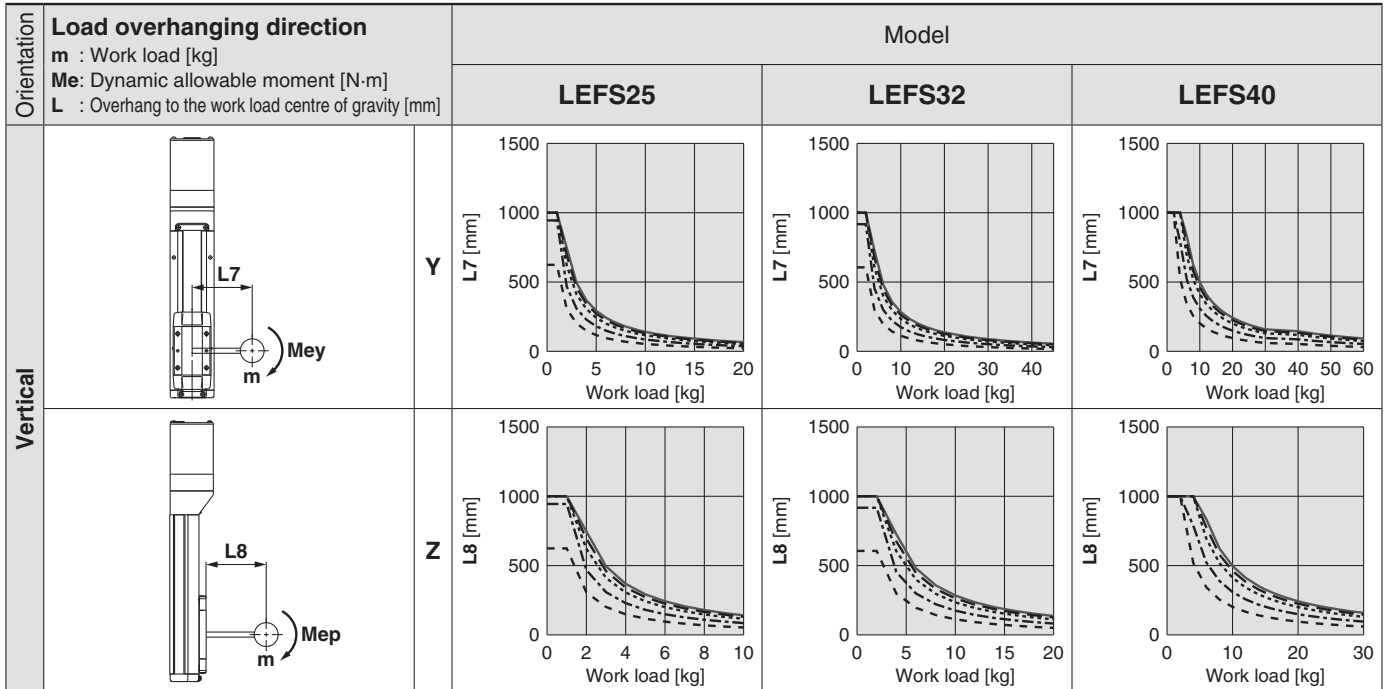 Orientation
Load overhanging direction
m : Work load [kg]
Me: Dynamic allowable moment [N·m]
L : Overhang to the work load centre of gravity [mm]
Model
LEFS25
LEFS32
LEFS40
Vertical
L7
Mey
m
Y
1500
1000
500
0
L7 [mm]
0 5 10 15 20
Work load [kg]
1500
1000
500
0
L7 [mm]
0 10 20 30 40
Work load [kg]
1500
1000
500
0
L7 [mm]
0 10 20 30 40 50 60
Work load [kg]
L8
Mep
m
Z
1500
1000
500
0
L8 [mm]
0 2 4 6 8 10
Work load [kg]
1500
1000
500
0
L8 [mm]
0 5 10 15 20
Work load [kg]
1500
1000
500
0
L8 [mm]
0 10 20 30
Work load [kg]